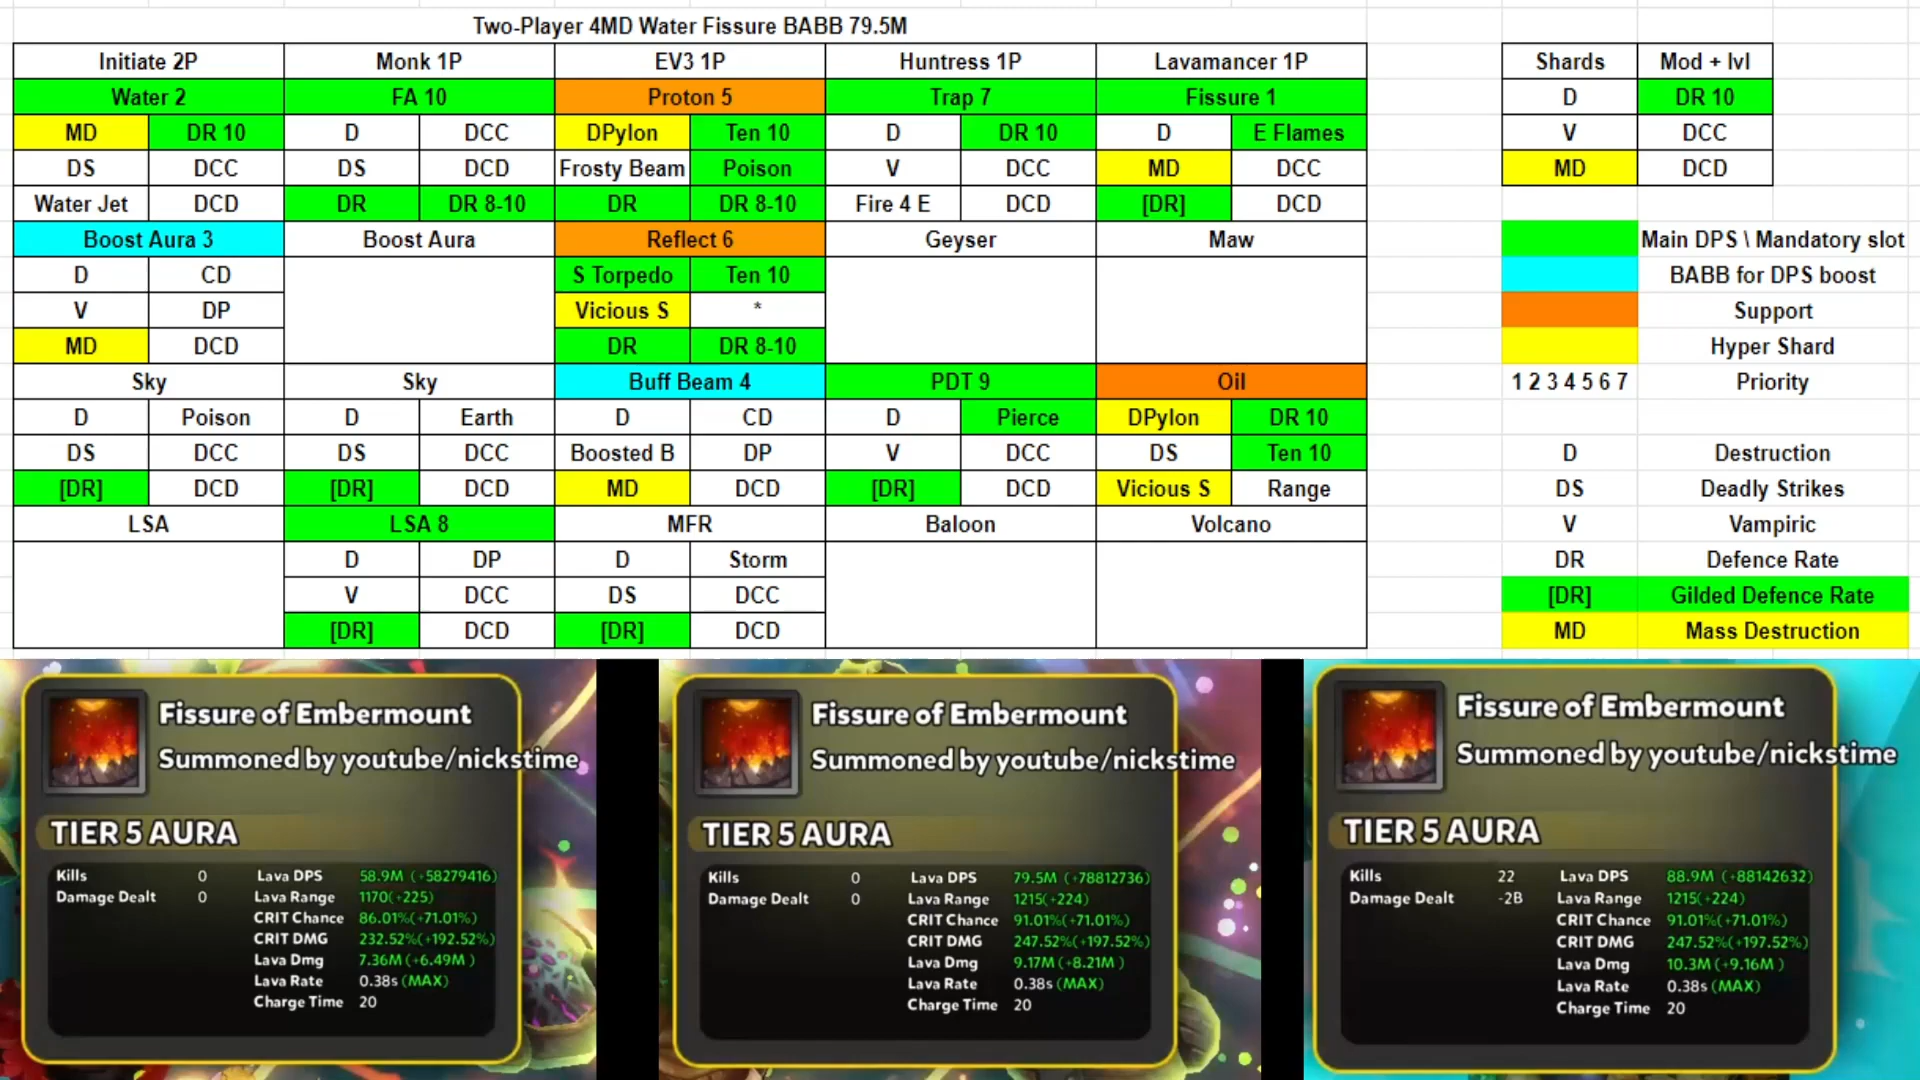 Two-Player 4MD Water Fissure BABB 79.5M
Initiate 2P Monk 1P EV3 1P Huntress 1P Lavamancer 1P Shards Mod + lvl
Water 2 FA 10 Proton 5 Trap 7 Fissure 1 D DR 10
MD DR 10 D DCC DPylon Ten 10 D DR 10 D E Flames V DCC
DS DCC DS DCD Frosty Beam Poison V DCC MD DCC MD DCD
Water Jet DCD DR DR 8-10 DR DR 8-10 Fire 4 E DCD [DR] DCD
Boost Aura 3 Boost Aura Reflect 6 Geyser Maw Main DPS \ Mandatory slot
D CD S Torpedo Ten 10 BABB for DPS boost
V DP Vicious S * Support
MD DCD DR DR 8-10 Hyper Shard
Sky Sky Buff Beam 4 PDT 9 Oil 1 2 3 4 5 6 7 Priority
D Poison D Earth D CD D Pierce DPylon DR 10
DS DCC DS DCC Boosted B DP V DCC DS Ten 10 D Destruction
[DR] DCD [DR] DCD MD DCD [DR] DCD Vicious S Range DS Deadly Strikes
LSA LSA 8 MFR Baloon Volcano V Vampiric
D DP D Storm DR Defence Rate
V DCC DS DCC [DR] Gilded Defence Rate
[DR] DCD [DR] DCD MD Mass Destruction
Fissure of Embermount
Summoned by youtube/nickstime
TIER 5 AURA
Kills 0 Lava DPS 58.9M (+58279416)
Damage Dealt 0 Lava Range 1170(+225)
CRIT Chance 86.01%(+71.01%)
CRIT DMG 232.52%(+192.52%)
Lava Dmg 7.36M (+6.49M )
Lava Rate 0.38s (MAX)
Charge Time 20
Fissure of Embermount
Summoned by youtube/nickstime
TIER 5 AURA
Kills 0 Lava DPS 79.5M (+78812736)
Damage Dealt 0 Lava Range 1215(+224)
CRIT Chance 91.01%(+71.01%)
CRIT DMG 247.52%(+197.52%)
Lava Dmg 9.17M (+8.21M )
Lava Rate 0.38s (MAX)
Charge Time 20
Fissure of Embermount
Summoned by youtube/nickstime
TIER 5 AURA
Kills 22 Lava DPS 88.9M (+88142632)
Damage Dealt -2B Lava Range 1215(+224)
CRIT Chance 91.01%(+71.01%)
CRIT DMG 247.52%(+197.52%)
Lava Dmg 10.3M (+9.16M )
Lava Rate 0.38s (MAX)
Charge Time 20